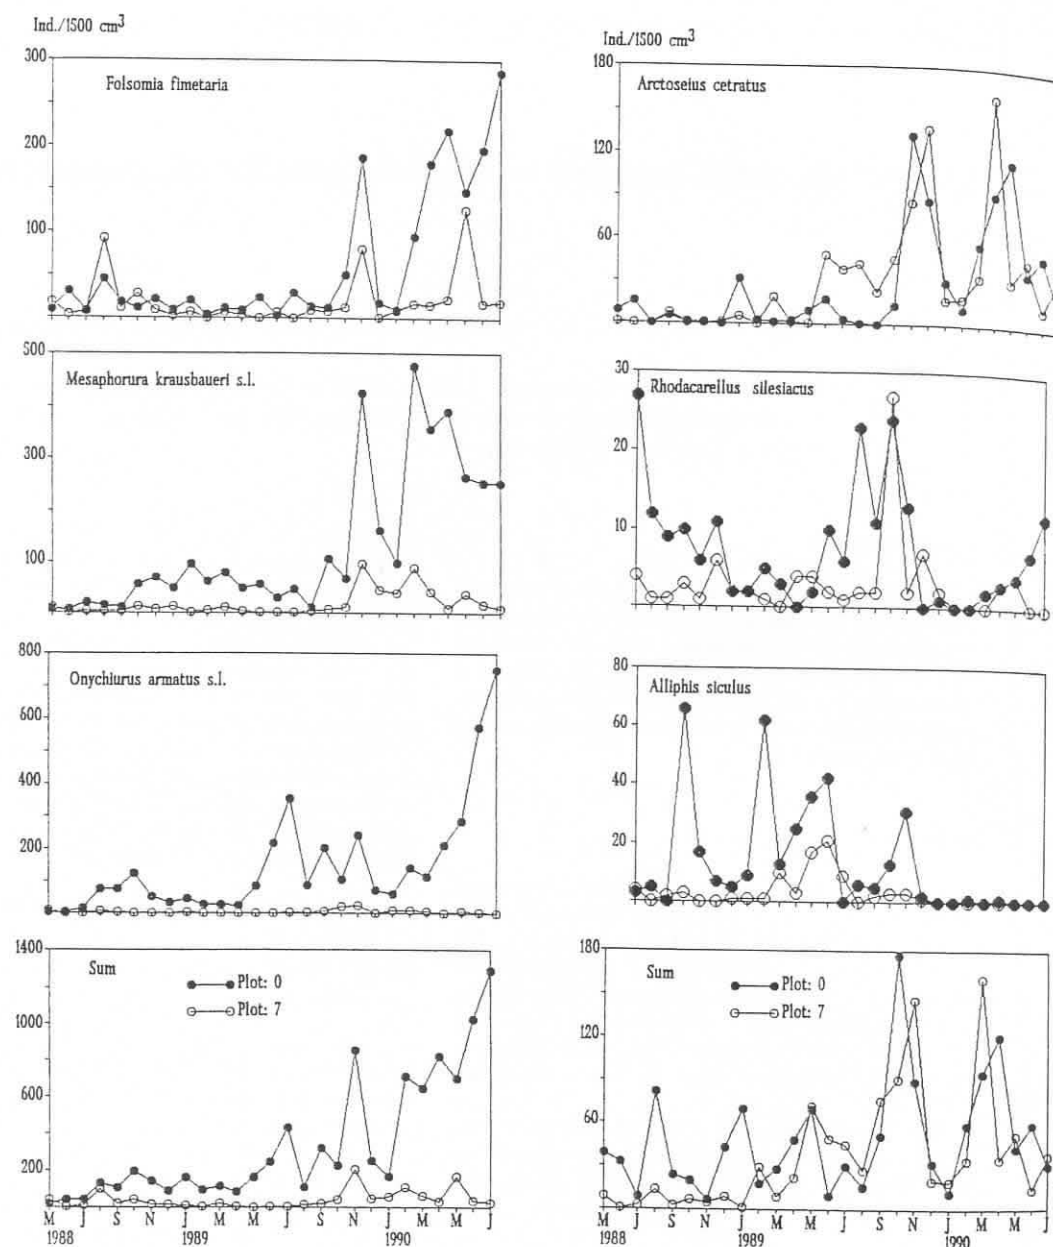 Ind./1500 cm3
300
Folsomia fimetaria
200
100
500
Mesaphorura krausbaueri s.l.
300
100
800
Onychiurus armatus s.l.
600
400
200
1400
Sum
Plot: 0
Plot: 7
1000
600
200
M J S N J M M J S N J M M J
1988 1989 1990
Ind./1500 cm3
180
Arctoseius cetratus
120
60
30
Rhodacarellus silesiacus
20
10
80
Alliphis siculus
60
40
20
180
Sum
Plot: 0
Plot: 7
120
60
M J S N J M M J S N J M M J
1988 1989 1990